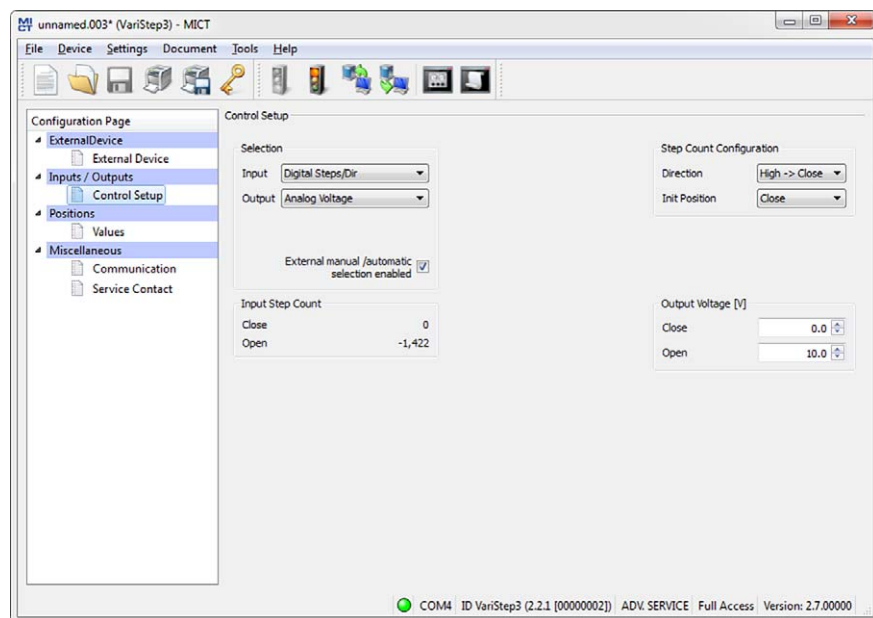 MICT unnamed.003* (VariStep3) - MICT
File Device Settings Document Tools Help
Configuration Page
ExternalDevice
External Device
Inputs / Outputs
Control Setup
Positions
Values
Miscellaneous
Communication
Service Contact
Control Setup
Selection
Input Digital Steps/Dir
Output Analog Voltage
External manual /automatic
selection enabled
Step Count Configuration
Direction High -> Close
Init Position Close
Input Step Count
Close 0
Open -1,422
Output Voltage [V]
Close 0.0
Open 10.0
COM4 ID VariStep3 (2.2.1 [00000002]) ADV. SERVICE Full Access Version: 2.7.00000